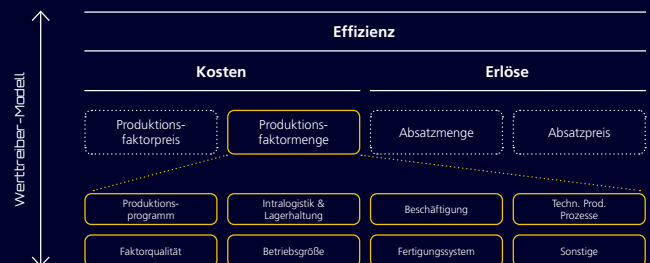 Werttreiber-Modell
Effizienz
Kosten
Erlöse
Produktions-
faktorpreis
Produktions-
faktormenge
Absatzmenge
Absatzpreis
Produktions-
programm
Intralogistik &
Lagerhaltung
Beschäftigung
Techn. Prod.
Prozesse
Faktorqualität
Betriebsgröße
Fertigungssystem
Sonstige